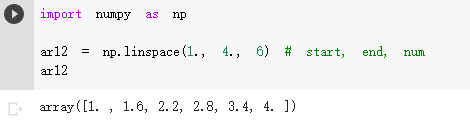 import numpy as np
ar12 = np.linspace(1., 4., 6) # start, end, num
ar12
array([1. , 1.6, 2.2, 2.8, 3.4, 4. ])